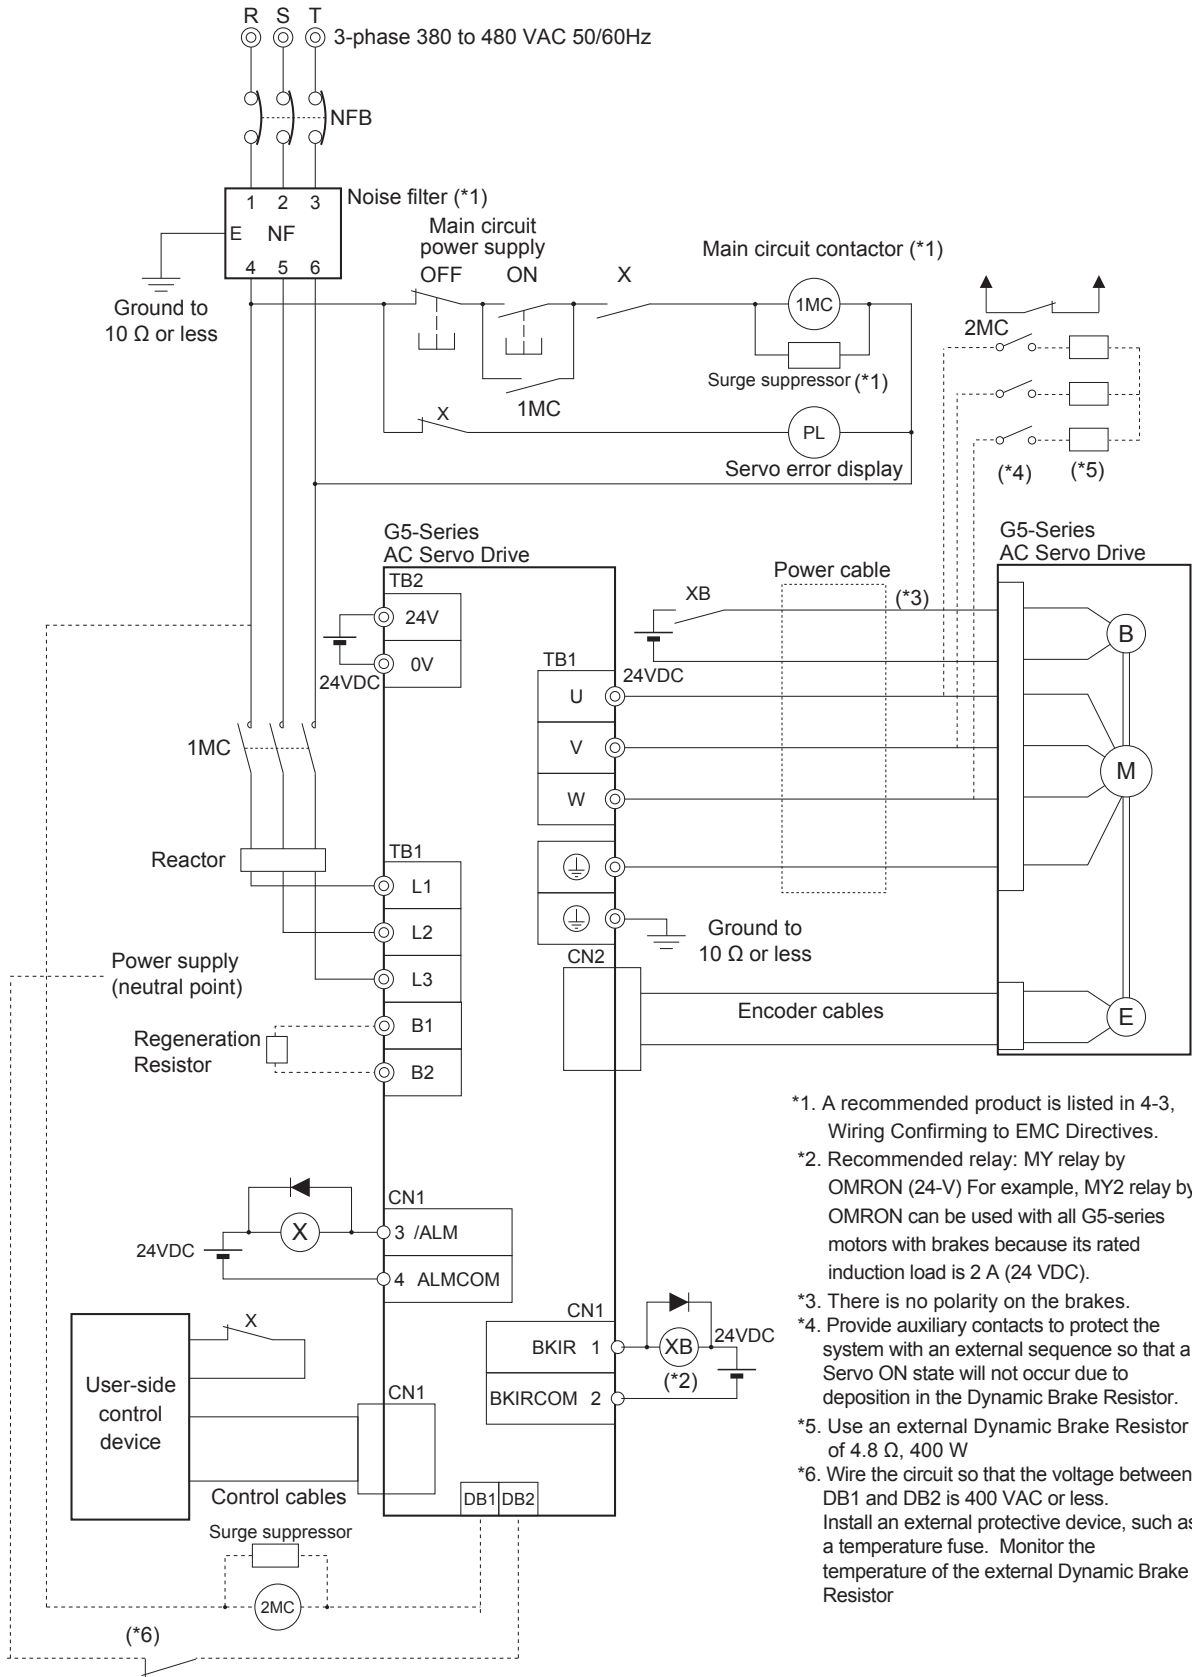 R S T
3-phase 380 to 480 VAC 50/60Hz
NFB
1 2 3
Noise filter (*1)
E NF
4 5 6
Ground to
10 Ω or less
Main circuit
power supply
OFF ON X
Main circuit contactor (*1)
1MC
Surge suppressor (*1)
1MC
X
PL
Servo error display
2MC
(*4) (*5)
G5-Series
AC Servo Drive
TB2
24V
0V
24VDC
1MC
Reactor
TB1
L1
L2
L3
B1
B2
Power supply
(neutral point)
Regeneration
Resistor
XB
24VDC
Power cable
(*3)
TB1
U
V
W
Ground to
10 Ω or less
CN2
Encoder cables
G5-Series
AC Servo Drive
B
M
E
CN1
3 /ALM
4 ALMCOM
X
24VDC
CN1
BKIR 1
BKIRCOM 2
XB
(*2)
24VDC
User-side
control
device
X
CN1
Control cables
DB1 DB2
Surge suppressor
2MC
(*6)
*1. A recommended product is listed in 4-3,
Wiring Confirming to EMC Directives.
*2. Recommended relay: MY relay by
OMRON (24-V) For example, MY2 relay by
OMRON can be used with all G5-series
motors with brakes because its rated
induction load is 2 A (24 VDC).
*3. There is no polarity on the brakes.
*4. Provide auxiliary contacts to protect the
system with an external sequence so that a
Servo ON state will not occur due to
deposition in the Dynamic Brake Resistor.
*5. Use an external Dynamic Brake Resistor
of 4.8 Ω, 400 W
*6. Wire the circuit so that the voltage between
DB1 and DB2 is 400 VAC or less.
Install an external protective device, such as
a temperature fuse. Monitor the
temperature of the external Dynamic Brake
Resistor